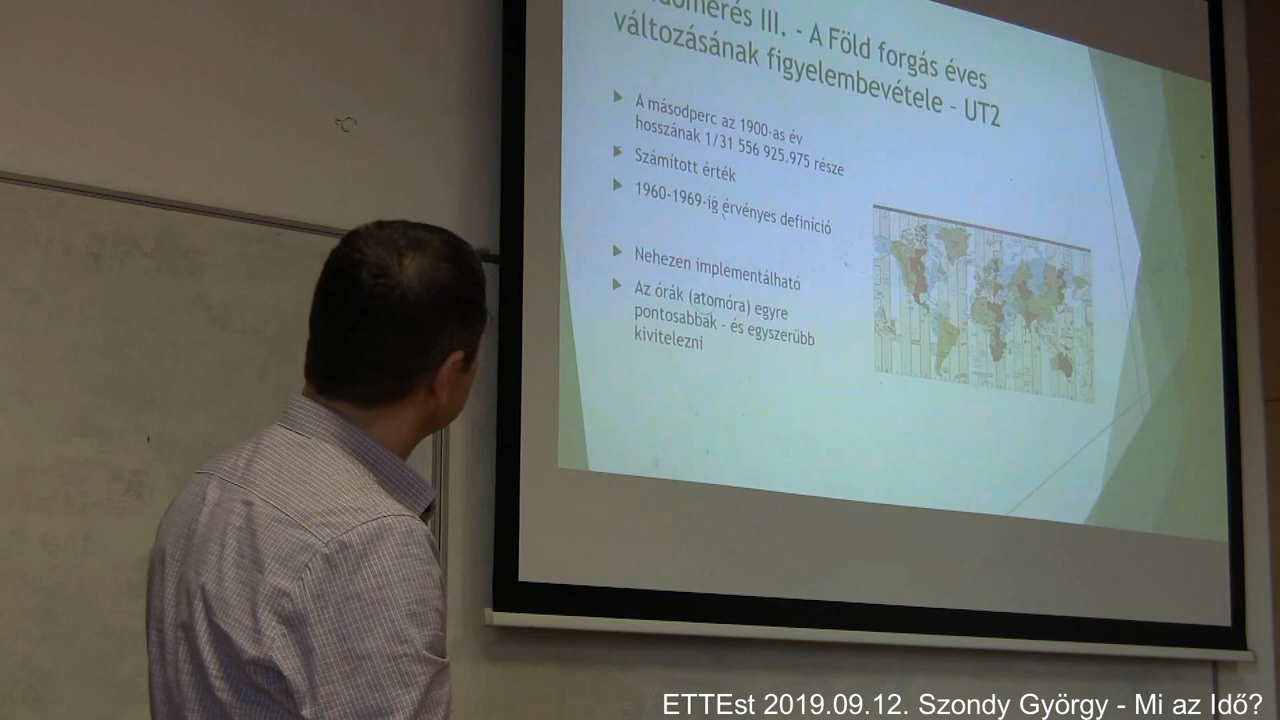 III. - A Föld forgás éves
változásának figyelembevétele - UT2
A másodperc az 1900-as év
hosszának 1/31 556 925.975 része
Számított érték
1960-1969-ig érvényes definíció
Nehezen implementálható
Az órák (atomóra) egyre
pontosabbak - és egyszerűbb
kivitelezni
ETTEst 2019.09.12. Szondy György - Mi az Idő?